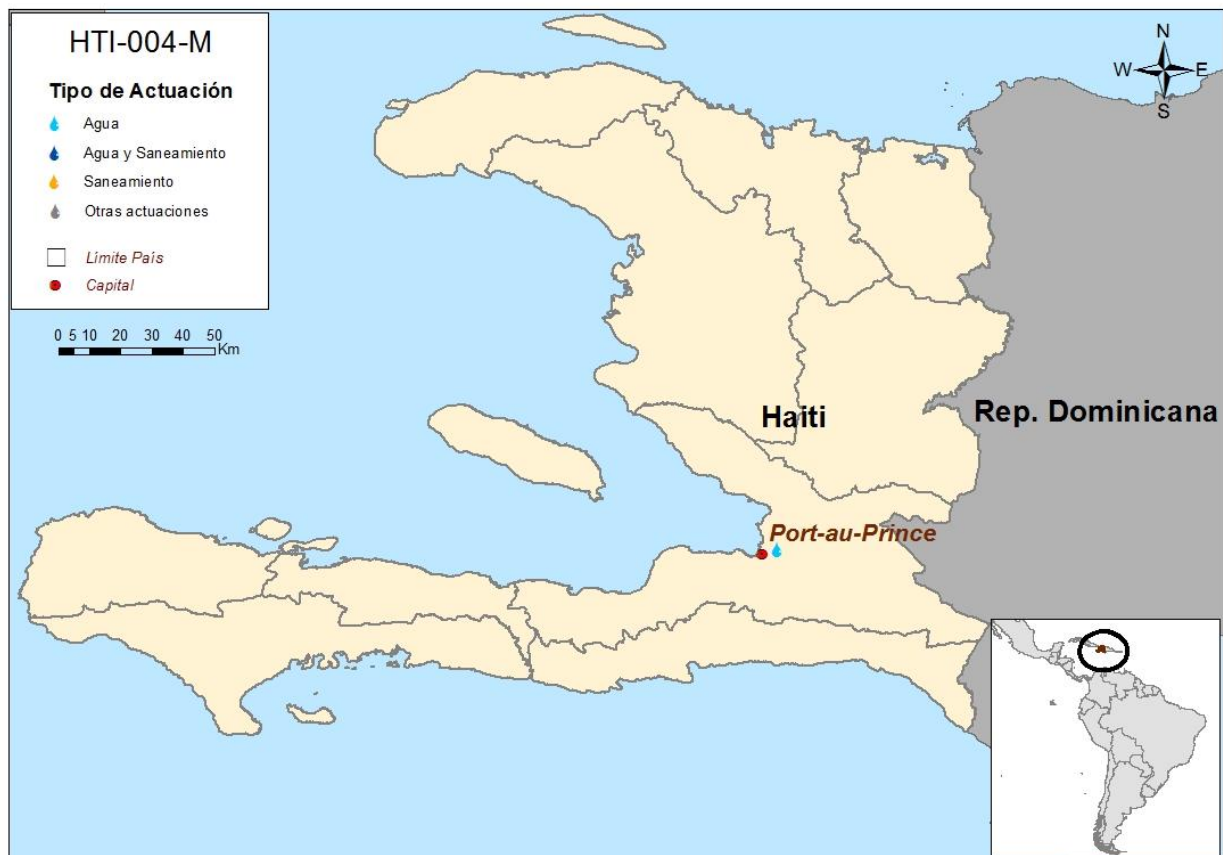 HTI-004-M
Tipo de Actuación
Agua
Agua y Saneamiento
Saneamiento
Otras actuaciones
Límite País
Capital
0 5 10 20 30 40 50
Km
N
W E
S
Haiti
Rep. Dominicana
Port-au-Prince